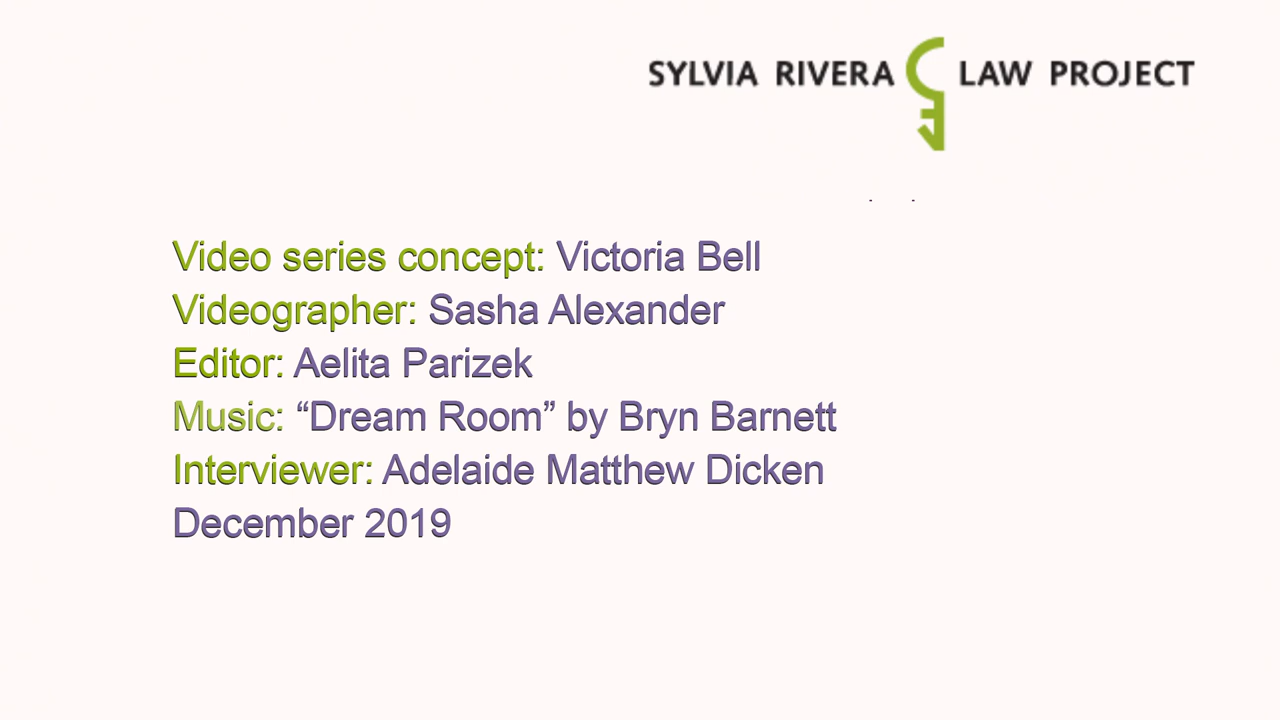 SYLVIA RIVERA LAW PROJECT
Video series concept: Victoria Bell
Videographer: Sasha Alexander
Editor: Aelita Parizek
Music: “Dream Room” by Bryn Barnett
Interviewer: Adelaide Matthew Dicken
December 2019